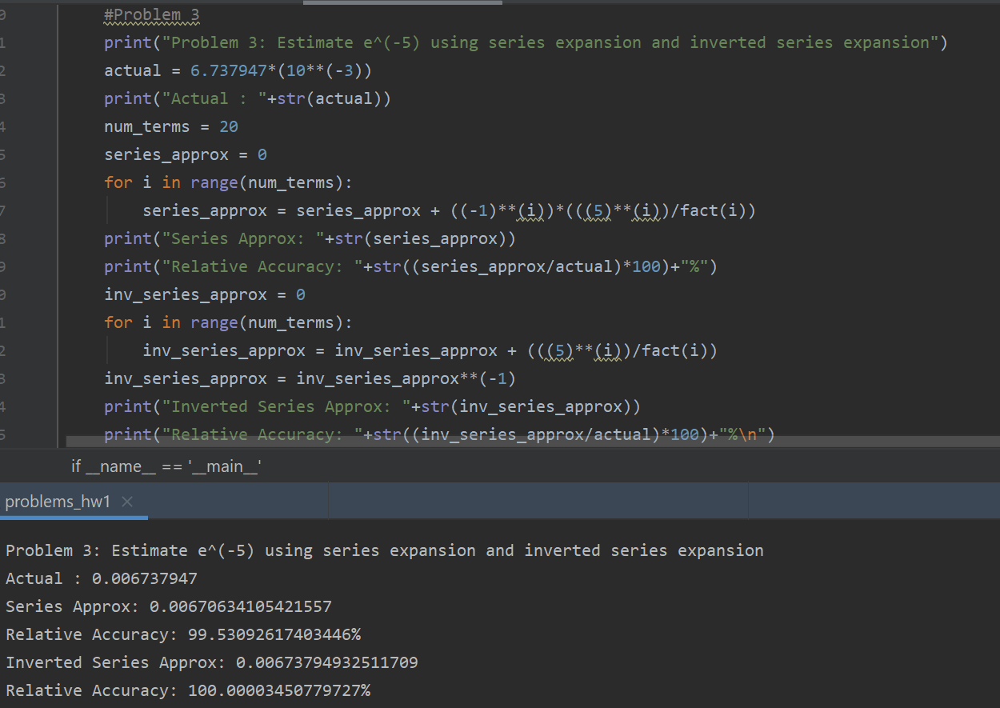 #Problem 3
print("Problem 3: Estimate e^(-5) using series expansion and inverted series expansion")
actual = 6.737947*(10**(-3))
print("Actual : "+str(actual))
num_terms = 20
series_approx = 0
for i in range(num_terms):
series_approx = series_approx + ((-1)**(i))*(((5)**(i))/fact(i))
print("Series Approx: "+str(series_approx))
print("Relative Accuracy: "+str((series_approx/actual)*100)+"%")
inv_series_approx = 0
for i in range(num_terms):
inv_series_approx = inv_series_approx + (((5)**(i))/fact(i))
inv_series_approx = inv_series_approx**(-1)
print("Inverted Series Approx: "+str(inv_series_approx))
print("Relative Accuracy: "+str((inv_series_approx/actual)*100)+"%\n")
if __name__ == '__main__'
problems_hw1 ×
Problem 3: Estimate e^(-5) using series expansion and inverted series expansion
Actual : 0.006737947
Series Approx: 0.00670634105421557
Relative Accuracy: 99.53092617403446%
Inverted Series Approx: 0.00673794932511709
Relative Accuracy: 100.00003450779727%